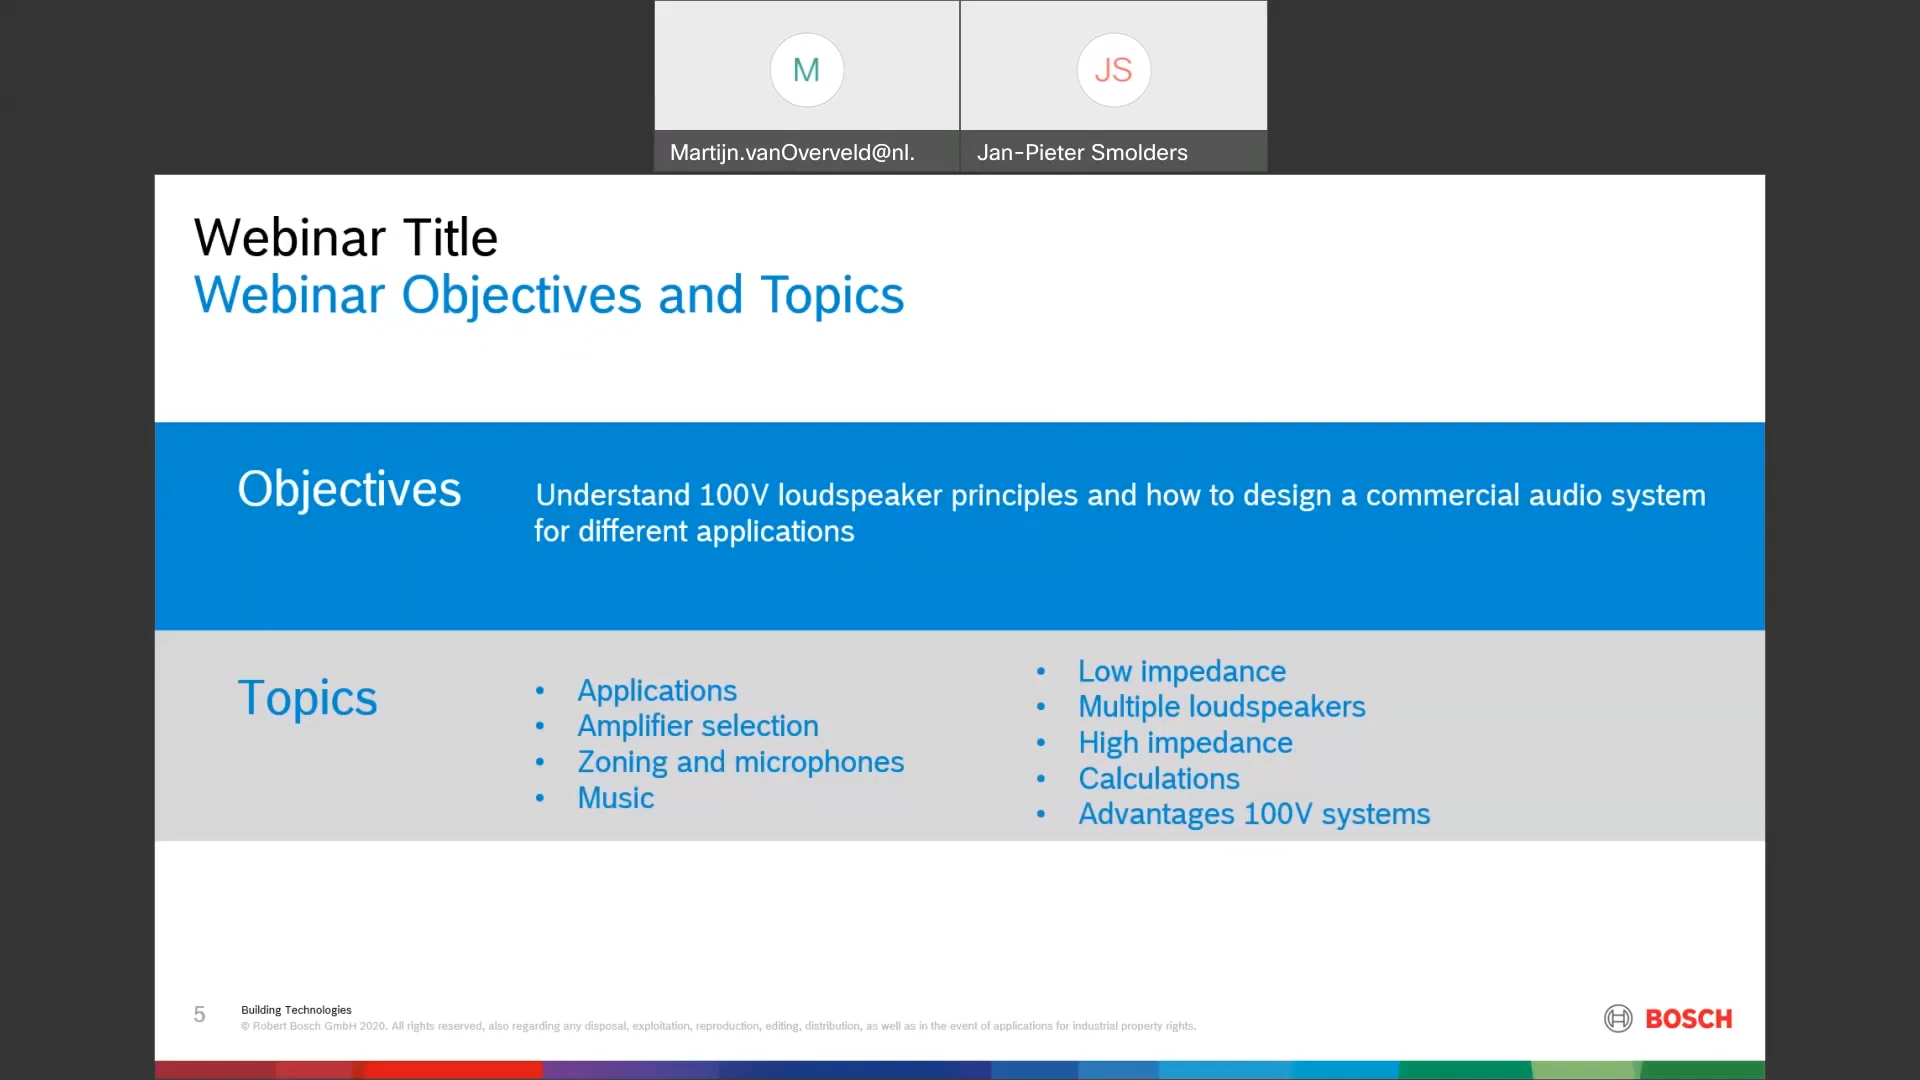 M
JS
Martijn.vanOverveld@nl.
Jan-Pieter Smolders
Webinar Title
Webinar Objectives and Topics
Objectives
Understand 100V loudspeaker principles and how to design a commercial audio system
for different applications
Topics
• Applications
• Amplifier selection
• Zoning and microphones
• Music
• Low impedance
• Multiple loudspeakers
• High impedance
• Calculations
• Advantages 100V systems
5
Building Technologies
© Robert Bosch GmbH 2020. All rights reserved, also regarding any disposal, exploitation, reproduction, editing, distribution, as well as in the event of applications for industrial property rights.
BOSCH